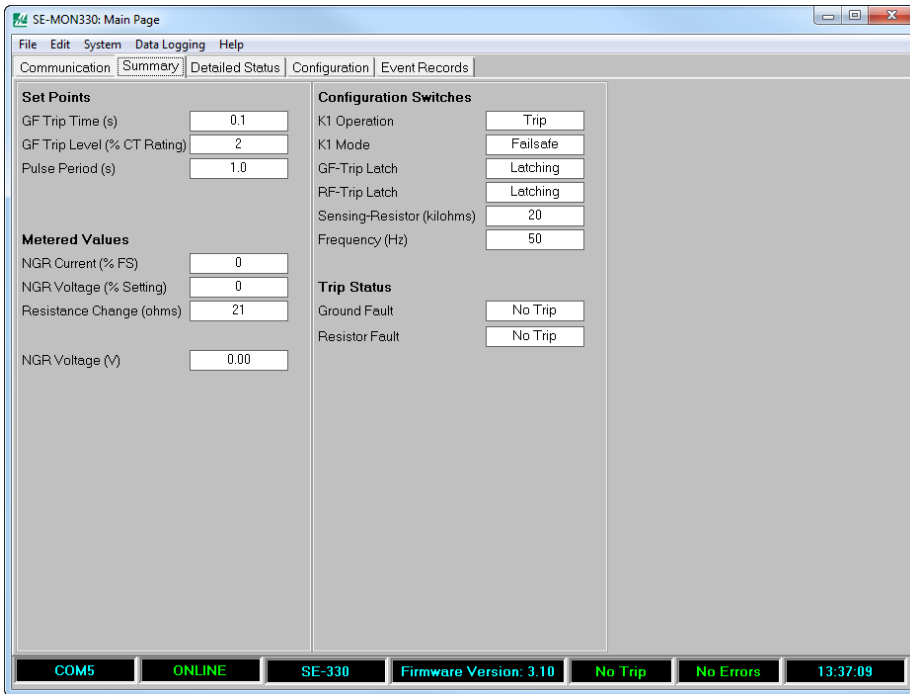 SE-MON330: Main Page
File Edit System Data Logging Help
Communication Summary Detailed Status Configuration Event Records
Set Points
GF Trip Time (s) 0.1
GF Trip Level (% CT Rating) 2
Pulse Period (s) 1.0
Metered Values
NGR Current (% FS) 0
NGR Voltage (% Setting) 0
Resistance Change (ohms) 21
NGR Voltage (V) 0.00
Configuration Switches
K1 Operation Trip
K1 Mode Failsafe
GF-Trip Latch Latching
RF-Trip Latch Latching
Sensing-Resistor (kilohms) 20
Frequency (Hz) 50
Trip Status
Ground Fault No Trip
Resistor Fault No Trip
COM5 ONLINE SE-330 Firmware Version: 3.10 No Trip No Errors 13:37:09